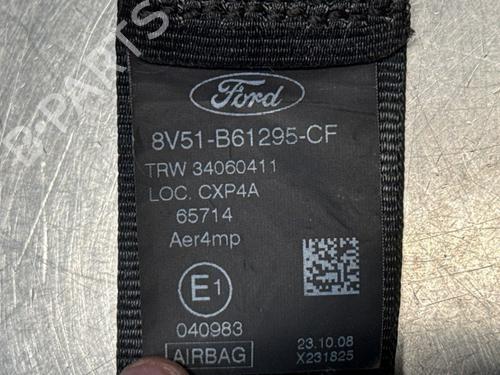 Ford
8V51-B61295-CF
TRW 34060411
LOC. CXP4A
65714
Aer4mp
E1
040983
23.10.08
AIRBAG
X231825
B-PARTS